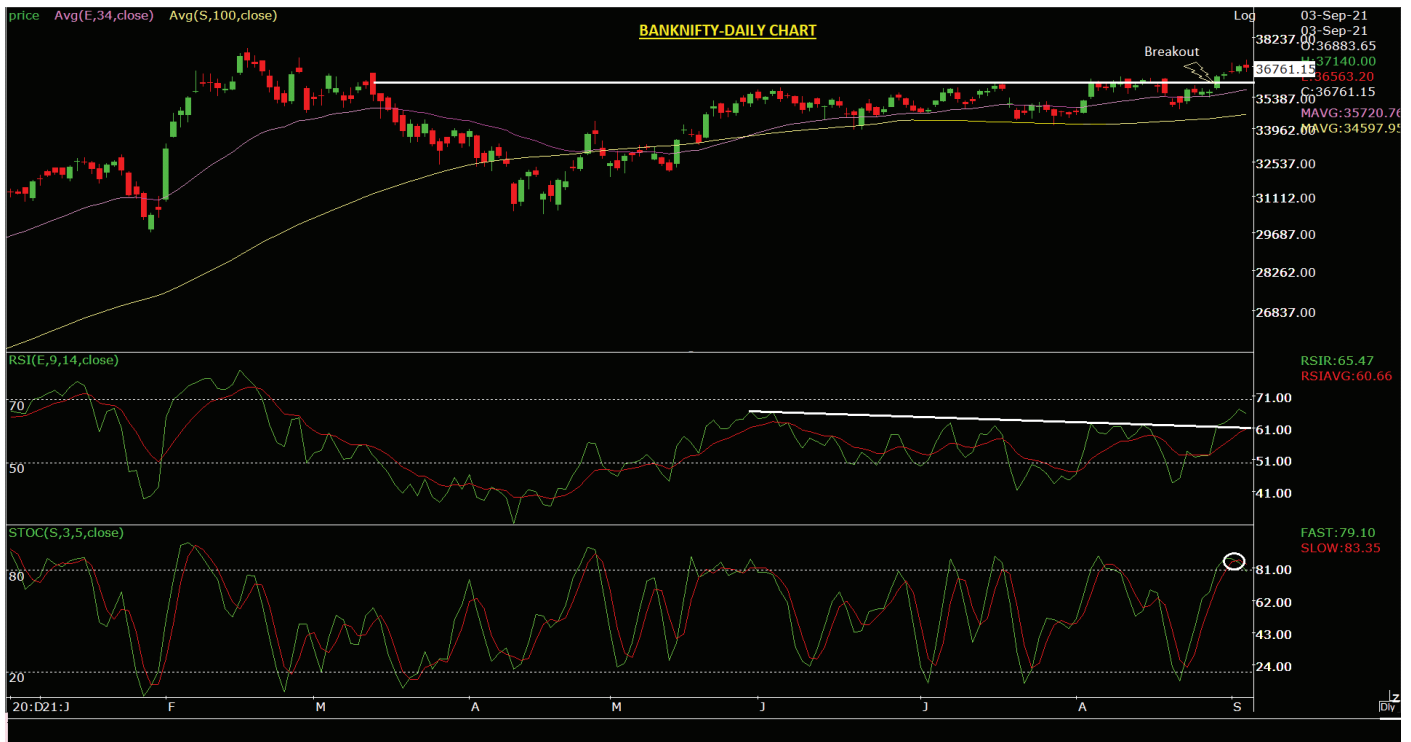 price Avg(E,34,close) Avg(S,100,close)
BANKNIFTY-DAILY CHART
Log
03-Sep-21
03-Sep-21
O:36883.65
H:37140.00
L:36563.20
C:36761.15
MAVG:35720.76
MAVG:34597.95
Breakout
38237.00
36761.15
35387.00
33962.00
32537.00
31112.00
29687.00
28262.00
26837.00
RSI(E,9,14,close)
RSIR:65.47
RSIAVG:60.66
70
50
71.00
61.00
51.00
41.00
STOC(S,3,5,close)
FAST:79.10
SLOW:83.35
80
20
81.00
62.00
43.00
24.00
20:D21:J F M A M J J A S
Z
Dly